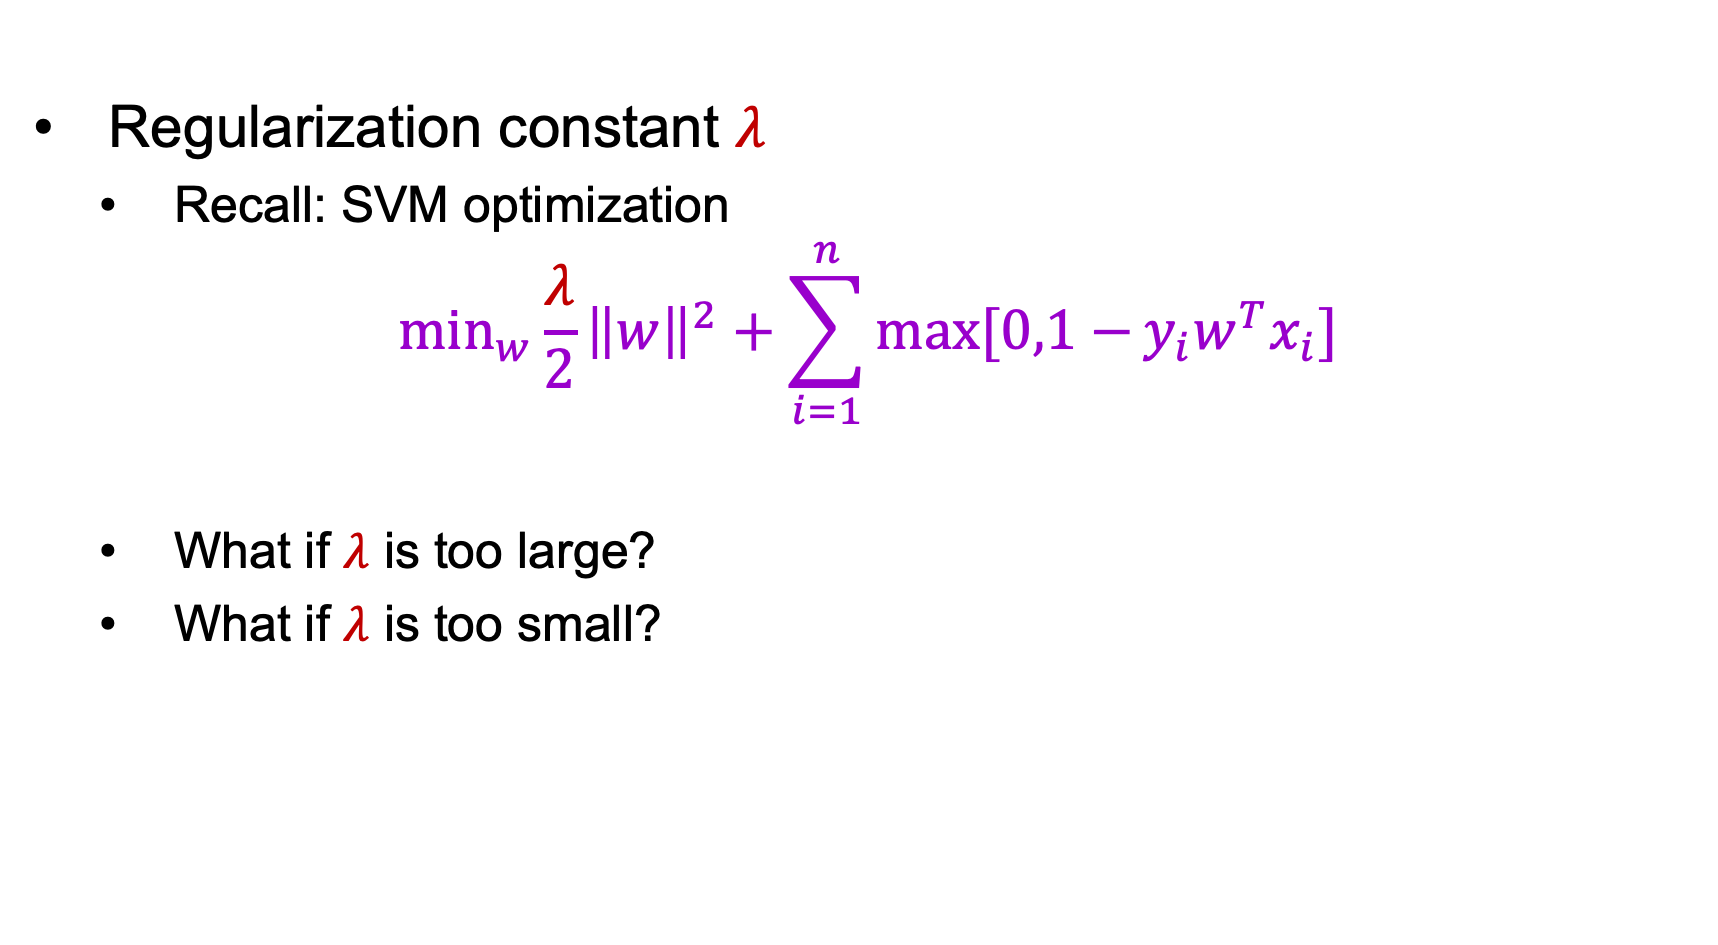 • Regularization constant λ
• Recall: SVM optimization
min_w λ/2 ‖w‖² + ∑_{i=1}^{n} max[0,1 − y_i w^T x_i]
• What if λ is too large?
• What if λ is too small?